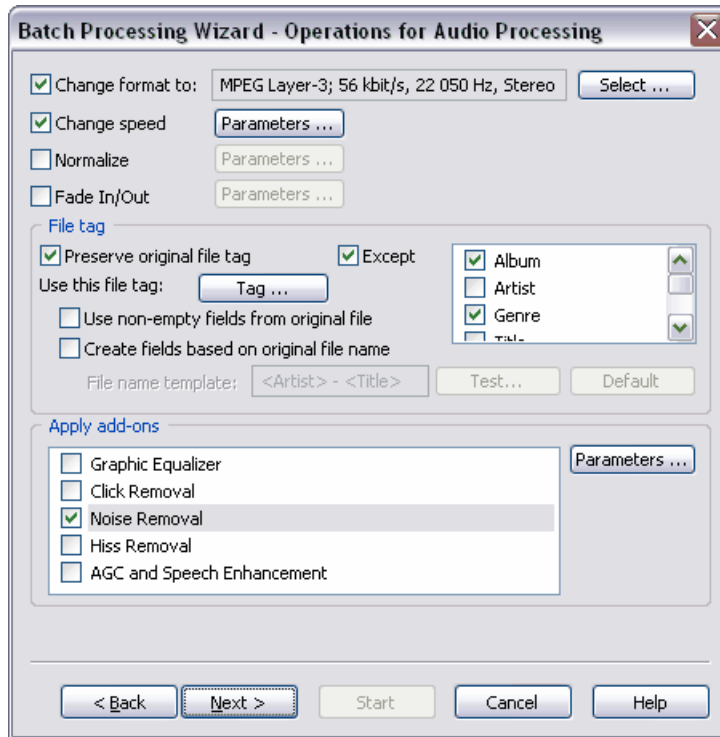 Batch Processing Wizard - Operations for Audio Processing
Change format to: MPEG Layer-3; 56 kbit/s, 22 050 Hz, Stereo Select ...
Change speed Parameters ...
Normalize Parameters ...
Fade In/Out Parameters ...
File tag
Preserve original file tag Except
Album
Artist
Genre
Title
Use this file tag: Tag ...
Use non-empty fields from original file
Create fields based on original file name
File name template: <Artist> - <Title> Test... Default
Apply add-ons
Graphic Equalizer
Click Removal
Noise Removal
Hiss Removal
AGC and Speech Enhancement
Parameters ...
< Back Next > Start Cancel Help